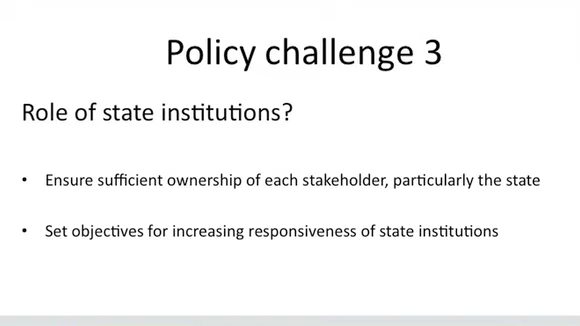 Policy challenge 3
Role of state institutions?
• Ensure sufficient ownership of each stakeholder, particularly the state
• Set objectives for increasing responsiveness of state institutions